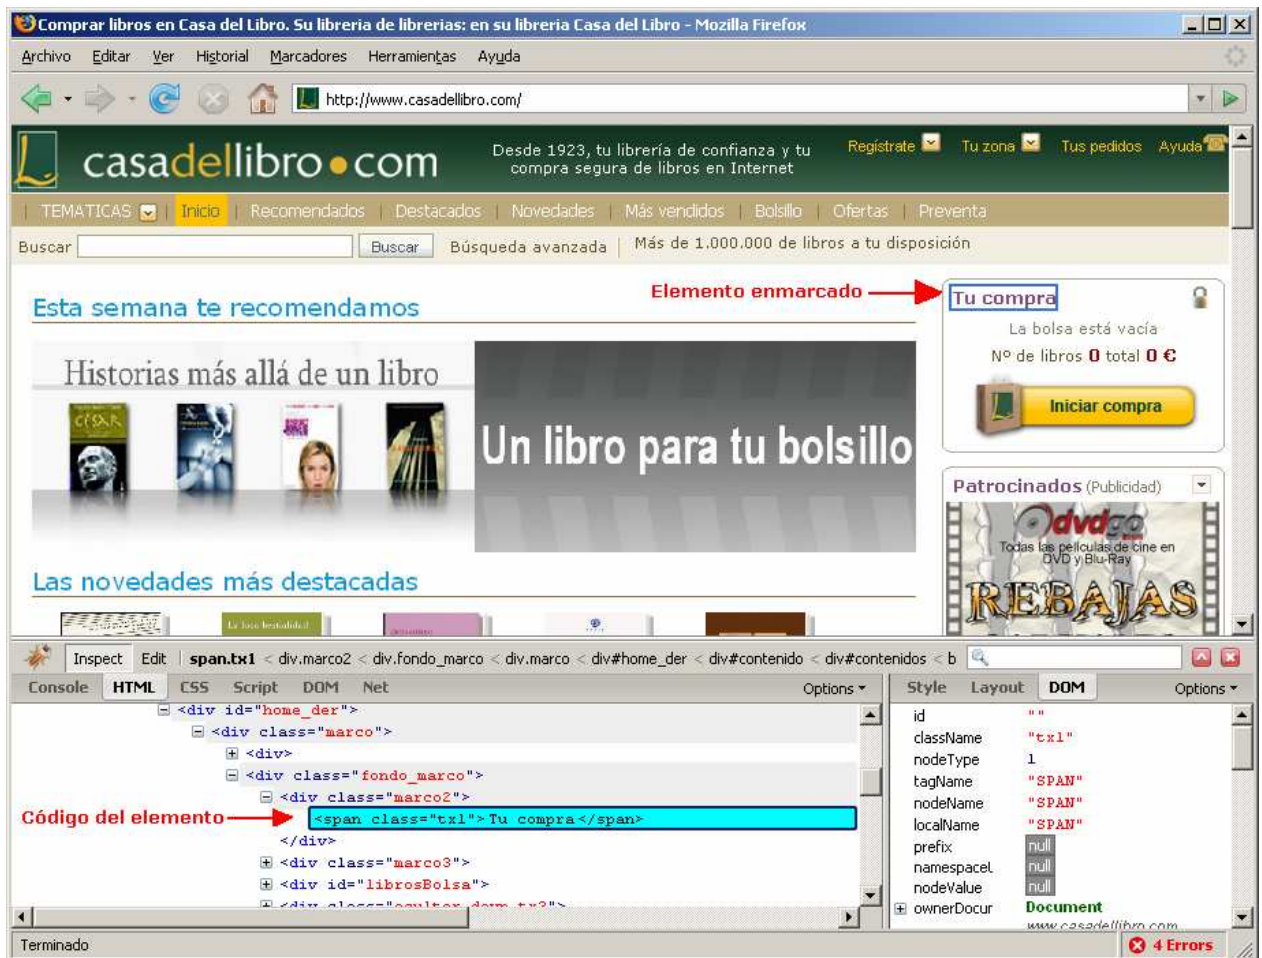 Comprar libros en Casa del Libro. Su libreria de librerias: en su libreria Casa del Libro - Mozilla Firefox
Archivo Editar Ver Historial Marcadores Herramientas Ayuda
http://www.casadellibro.com/
casadellibro.com
Desde 1923, tu librería de confianza y tu
compra segura de libros en Internet
Regístrate Tu zona Tus pedidos Ayuda
TEMATICAS | Inicio | Recomendados | Destacados | Novedades | Más vendidos | Bolsillo | Ofertas | Preventa
Buscar Buscar Búsqueda avanzada | Más de 1.000.000 de libros a tu disposición
Elemento enmarcado
Tu compra
La bolsa está vacía
Nº de libros 0 total 0 €
Iniciar compra
Esta semana te recomendamos
Historias más allá de un libro
CÉSAR
Un libro para tu bolsillo
Patrocinados (Publicidad)
dvdgo
Todas las películas de cine en
DVD y Blu-Ray
REBAJAS
Las novedades más destacadas
Inspect Edit | span.tx1 < div.marco2 < div.fondo_marco < div.marco < div#home_der < div#contenido < div#contenidos < b
Console HTML CSS Script DOM Net Options
<div id="home_der">
<div class="marco">
<div>
<div class="fondo_marco">
<div class="marco2">
Código del elemento
<span class="tx1">Tu compra</span>
</div>
<div class="marco3">
<div id="librosBolsa">
Style Layout DOM Options
id ""
className "tx1"
nodeType 1
tagName "SPAN"
nodeName "SPAN"
localName "SPAN"
prefix null
namespaceL null
nodeValue null
ownerDocur Document
www.casadellibro.com
Terminado
4 Errors